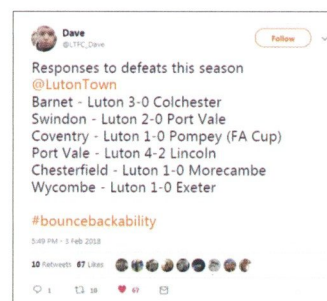 Dave
@LTFC_Dave
Follow
Responses to defeats this season
@LutonTown
Barnet - Luton 3-0 Colchester
Swindon - Luton 2-0 Port Vale
Coventry - Luton 1-0 Pompey (FA Cup)
Port Vale - Luton 4-2 Lincoln
Chesterfield - Luton 1-0 Morecambe
Wycombe - Luton 1-0 Exeter
#bouncebackability
5:49 PM - 3 Feb 2018
10 Retweets 67 Likes
1 10 67